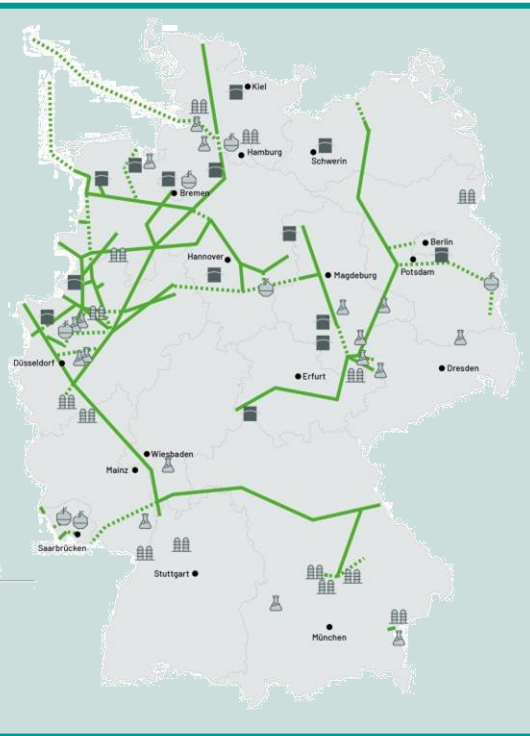 Kiel
Hamburg
Schwerin
Bremen
Berlin
Hannover
Potsdam
Magdeburg
Düsseldorf
Erfurt
Dresden
Wiesbaden
Mainz
Saarbrücken
Stuttgart
München